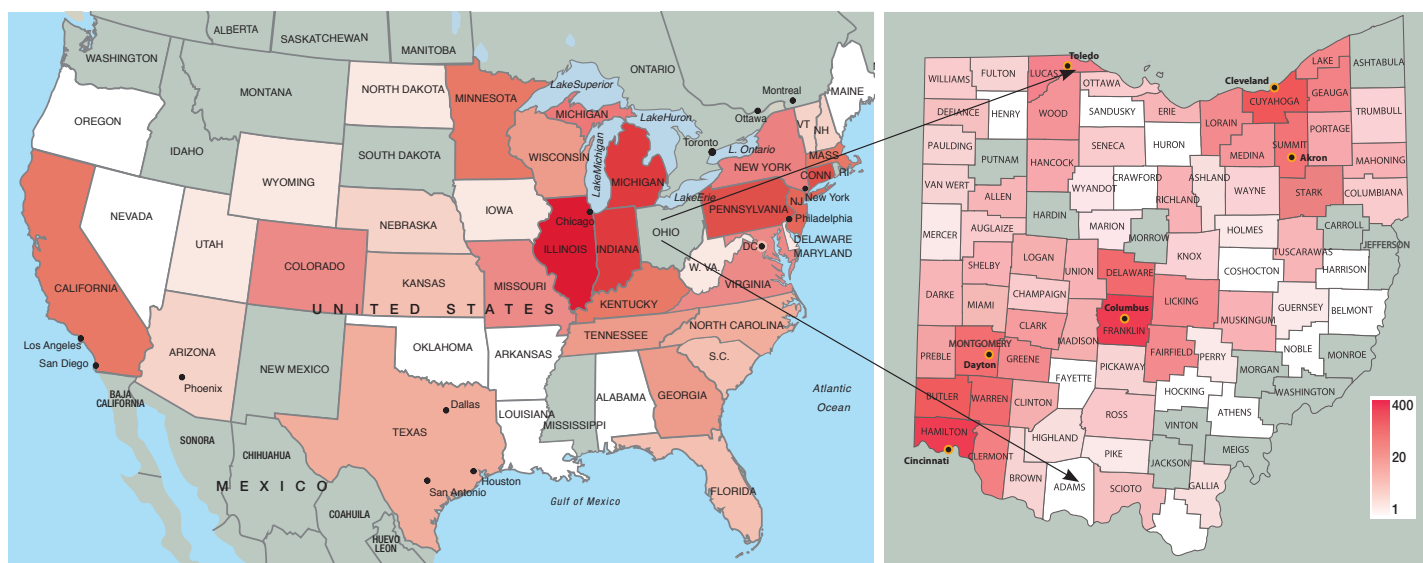 ALBERTA
SASKATCHEWAN
MANITOBA
ONTARIO
WASHINGTON
MONTANA
NORTH DAKOTA
MINNESOTA
LakeSuperior
MICHIGAN
LakeHuron
Montreal
Ottawa
MAINE
OREGON
IDAHO
SOUTH DAKOTA
WISCONSIN
LakeMichigan
Toronto
L. Ontario
VT
NH
WYOMING
MICHIGAN
NEW YORK
MASS
CONN
RI
NEVADA
UTAH
NEBRASKA
IOWA
Chicago
LakeErie
PENNSYLVANIA
NJ
New York
Philadelphia
CALIFORNIA
COLORADO
KANSAS
MISSOURI
ILLINOIS
INDIANA
OHIO
W. VA.
DC
DELAWARE
MARYLAND
VIRGINIA
KENTUCKY
UNITED STATES
Los Angeles
San Diego
ARIZONA
Phoenix
NEW MEXICO
OKLAHOMA
ARKANSAS
TENNESSEE
NORTH CAROLINA
S.C.
BAJA
CALIFORNIA
SONORA
CHIHUAHUA
MEXICO
COAHUILA
HUEVO
LEON
TEXAS
Dallas
San Antonio
Houston
LOUISIANA
MISSISSIPPI
ALABAMA
GEORGIA
FLORIDA
Gulf of Mexico
Atlantic
Ocean
Toledo
WILLIAMS
FULTON
LUCAS
OTTAWA
Cleveland
LAKE
ASHTABULA
GEAUGA
CUYAHOGA
DEFIANCE
HENRY
WOOD
SANDUSKY
ERIE
LORAIN
TRUMBULL
PORTAGE
PAULDING
PUTNAM
HANCOCK
SENECA
HURON
MEDINA
SUMMIT
Akron
MAHONING
VAN WERT
ALLEN
WYANDOT
CRAWFORD
ASHLAND
RICHLAND
WAYNE
STARK
COLUMBIANA
MERCER
AUGLAIZE
HARDIN
MARION
MORROW
HOLMES
CARROLL
JEFFERSON
SHELBY
LOGAN
UNION
DELAWARE
KNOX
COSHOCTON
TUSCARAWAS
HARRISON
DARKE
MIAMI
CHAMPAIGN
CLARK
Columbus
FRANKLIN
LICKING
MUSKINGUM
GUERNSEY
BELMONT
PREBLE
MONTGOMERY
Dayton
GREENE
MADISON
PICKAWAY
FAIRFIELD
PERRY
MORGAN
NOBLE
MONROE
BUTLER
WARREN
CLINTON
FAYETTE
ROSS
HOCKING
ATHENS
WASHINGTON
HAMILTON
Cincinnati
CLERMONT
HIGHLAND
PIKE
VINTON
MEIGS
BROWN
ADAMS
SCIOTO
JACKSON
GALLIA
400
20
1